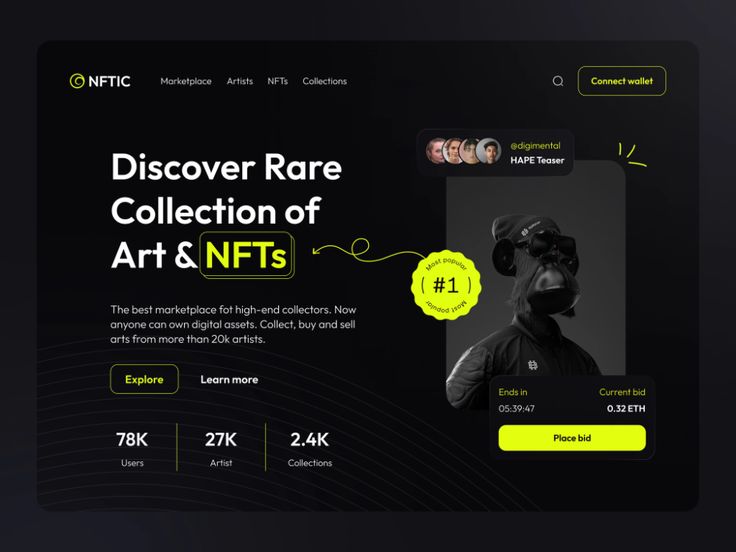 NFTIC
Marketplace
Artists
NFTs
Collections
Connect wallet
Discover Rare
Collection of
Art & NFTs
The best marketplace fot high-end collectors. Now
anyone can own digital assets. Collect, buy and sell
arts from more than 20k artists.
Explore
Learn more
78K
Users
27K
Artist
2.4K
Collections
@digimental
HAPE Teaser
Most popular
(#1)
Most popular
Ends in
Current bid
05:39:47
0.32 ETH
Place bid